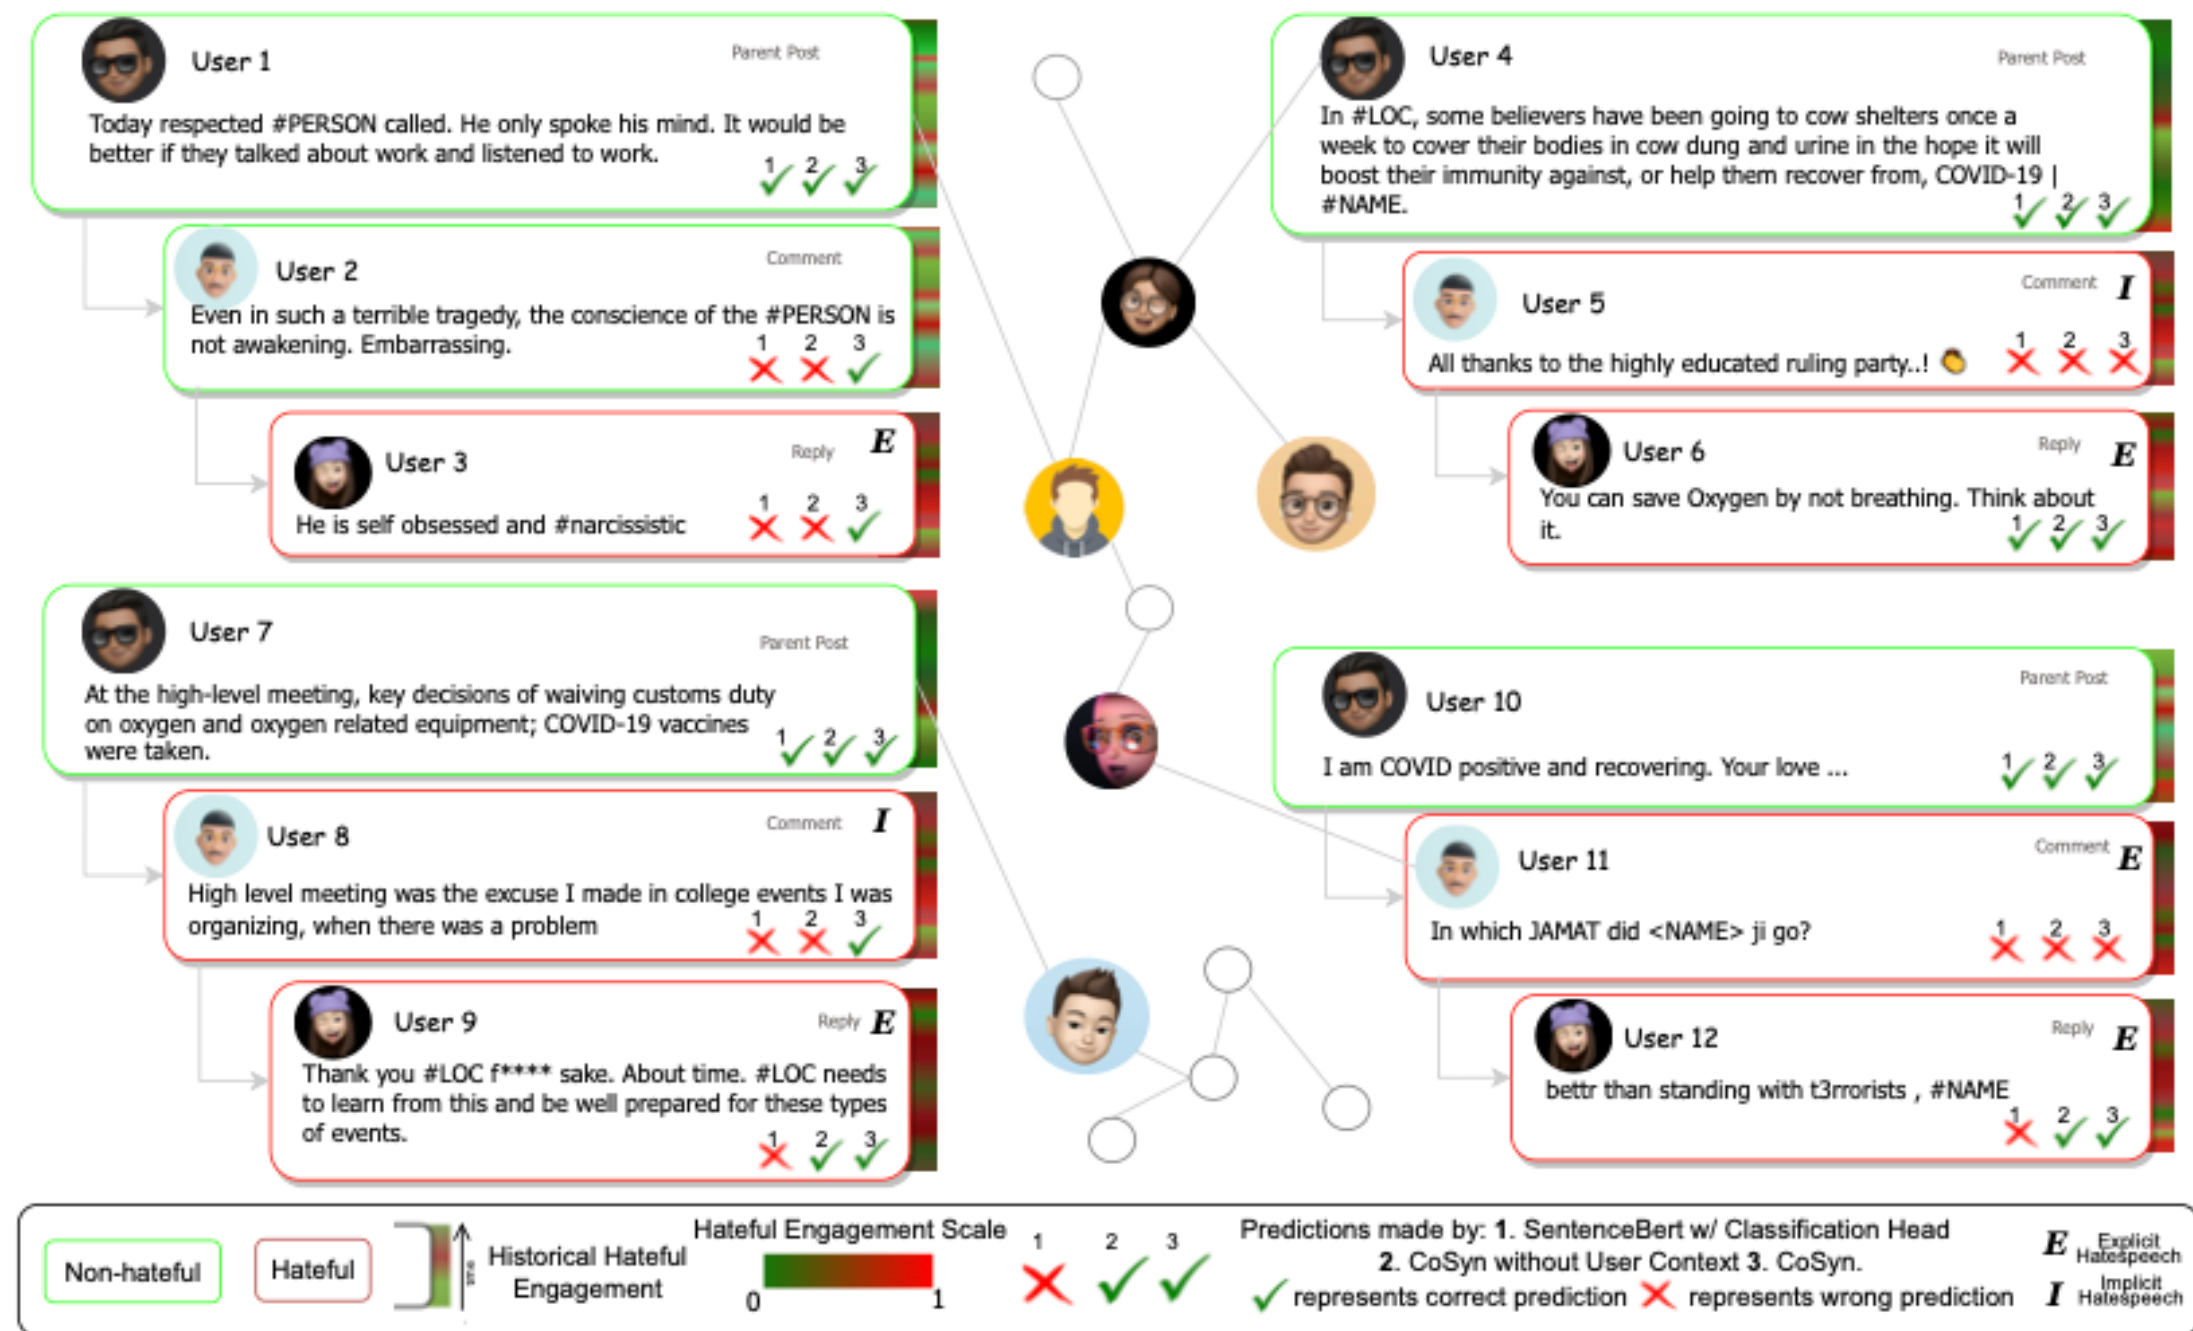 User 1
Parent Post
Today respected #PERSON called. He only spoke his mind. It would be
better if they talked about work and listened to work.
1 2 3
User 2
Comment
Even in such a terrible tragedy, the conscience of the #PERSON is
not awakening. Embarrassing.
1 2 3
User 3
Reply E
He is self obsessed and #narcissistic
1 2 3
User 4
Parent Post
In #LOC, some believers have been going to cow shelters once a
week to cover their bodies in cow dung and urine in the hope it will
boost their immunity against, or help them recover from, COVID-19 |
#NAME.
1 2 3
User 5
Comment I
All thanks to the highly educated ruling party..! 👏
1 2 3
User 6
Reply E
You can save Oxygen by not breathing. Think about
it.
1 2 3
User 7
Parent Post
At the high-level meeting, key decisions of waiving customs duty
on oxygen and oxygen related equipment; COVID-19 vaccines
were taken.
1 2 3
User 8
Comment I
High level meeting was the excuse I made in college events I was
organizing, when there was a problem
1 2 3
User 9
Reply E
Thank you #LOC f**** sake. About time. #LOC needs
to learn from this and be well prepared for these types
of events.
1 2 3
User 10
Parent Post
I am COVID positive and recovering. Your love ...
1 2 3
User 11
Comment E
In which JAMAT did <NAME> ji go?
1 2 3
User 12
Reply E
bettr than standing with t3rrorists , #NAME
1 2 3
Non-hateful
Hateful
Historical Hateful
Engagement
Hateful Engagement Scale
0 1
1 2 3
Predictions made by: 1. SentenceBert w/ Classification Head
2. CoSyn without User Context 3. CoSyn.
✓ represents correct prediction ✗ represents wrong prediction
E Explicit
Hatespeech
I Implicit
Hatespeech